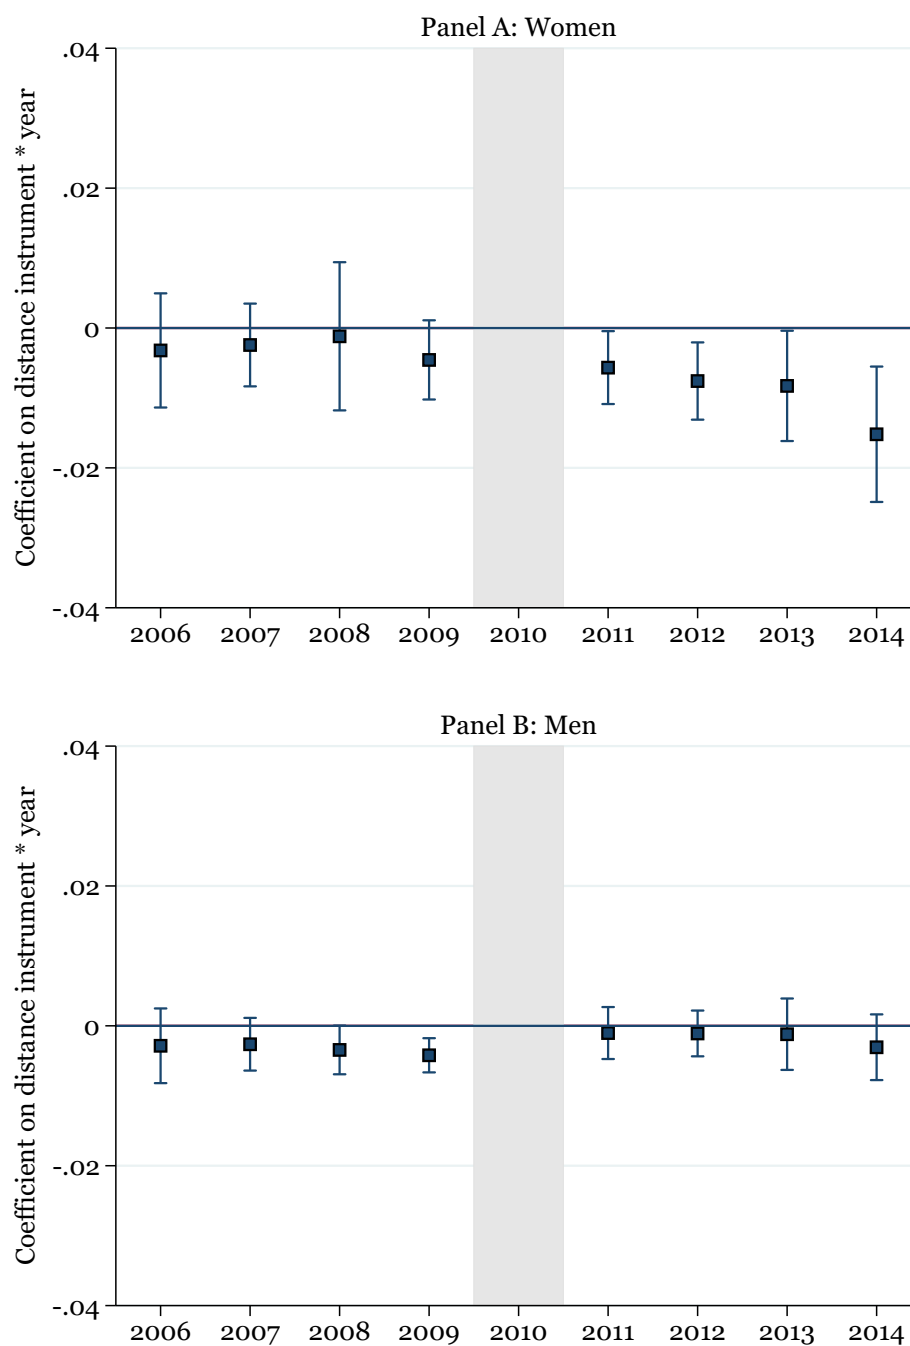 Panel A: Women
Coefficient on distance instrument * year
.04
.02
0
-.02
-.04
2006 2007 2008 2009 2010 2011 2012 2013 2014
Panel B: Men
Coefficient on distance instrument * year
.04
.02
0
-.02
-.04
2006 2007 2008 2009 2010 2011 2012 2013 2014